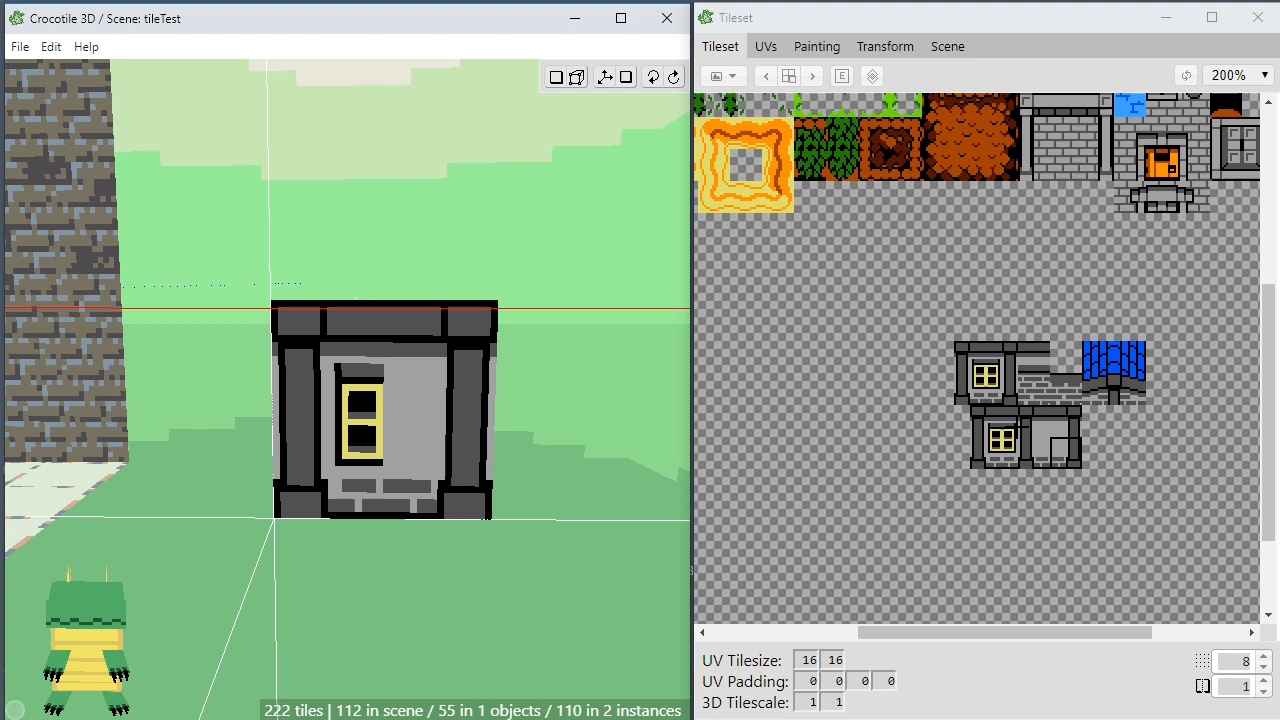 Crocotile 3D / Scene: tileTest
File Edit Help
222 tiles | 112 in scene / 55 in 1 objects / 110 in 2 instances
Tileset
Tileset UVs Painting Transform Scene
E
200%
UV Tilesize: 16 16
UV Padding: 0 0 0 0
3D Tilescale: 1 1
8
1